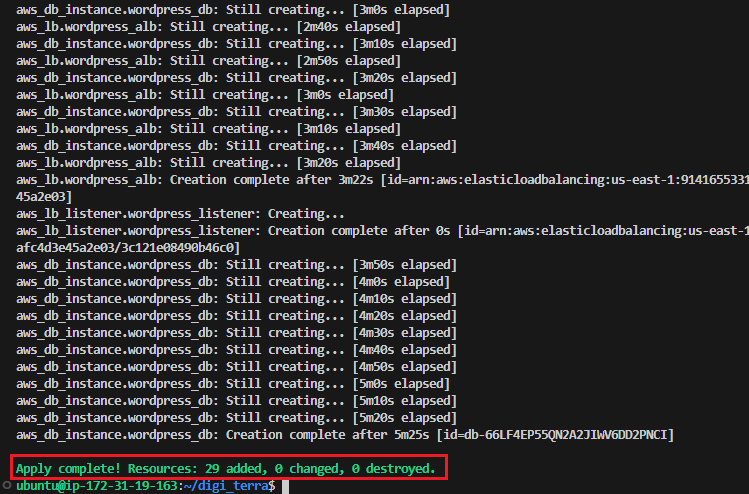 aws_db_instance.wordpress_db: Still creating... [3m0s elapsed]
aws_lb.wordpress_alb: Still creating... [2m40s elapsed]
aws_db_instance.wordpress_db: Still creating... [3m10s elapsed]
aws_lb.wordpress_alb: Still creating... [2m50s elapsed]
aws_db_instance.wordpress_db: Still creating... [3m20s elapsed]
aws_lb.wordpress_alb: Still creating... [3m0s elapsed]
aws_db_instance.wordpress_db: Still creating... [3m30s elapsed]
aws_lb.wordpress_alb: Still creating... [3m10s elapsed]
aws_db_instance.wordpress_db: Still creating... [3m40s elapsed]
aws_lb.wordpress_alb: Still creating... [3m20s elapsed]
aws_lb.wordpress_alb: Creation complete after 3m22s [id=arn:aws:elasticloadbalancing:us-east-1:9141655331
45a2e03]
aws_lb_listener.wordpress_listener: Creating...
aws_lb_listener.wordpress_listener: Creation complete after 0s [id=arn:aws:elasticloadbalancing:us-east-1
afc4d3e45a2e03/3c121e08490b46c0]
aws_db_instance.wordpress_db: Still creating... [3m50s elapsed]
aws_db_instance.wordpress_db: Still creating... [4m0s elapsed]
aws_db_instance.wordpress_db: Still creating... [4m10s elapsed]
aws_db_instance.wordpress_db: Still creating... [4m20s elapsed]
aws_db_instance.wordpress_db: Still creating... [4m30s elapsed]
aws_db_instance.wordpress_db: Still creating... [4m40s elapsed]
aws_db_instance.wordpress_db: Still creating... [4m50s elapsed]
aws_db_instance.wordpress_db: Still creating... [5m0s elapsed]
aws_db_instance.wordpress_db: Still creating... [5m10s elapsed]
aws_db_instance.wordpress_db: Still creating... [5m20s elapsed]
aws_db_instance.wordpress_db: Creation complete after 5m25s [id=db-66LF4EP55QN2A2JIWV6DD2PNCI]
Apply complete! Resources: 29 added, 0 changed, 0 destroyed.
ubuntu@ip-172-31-19-163:~/digi_terra$